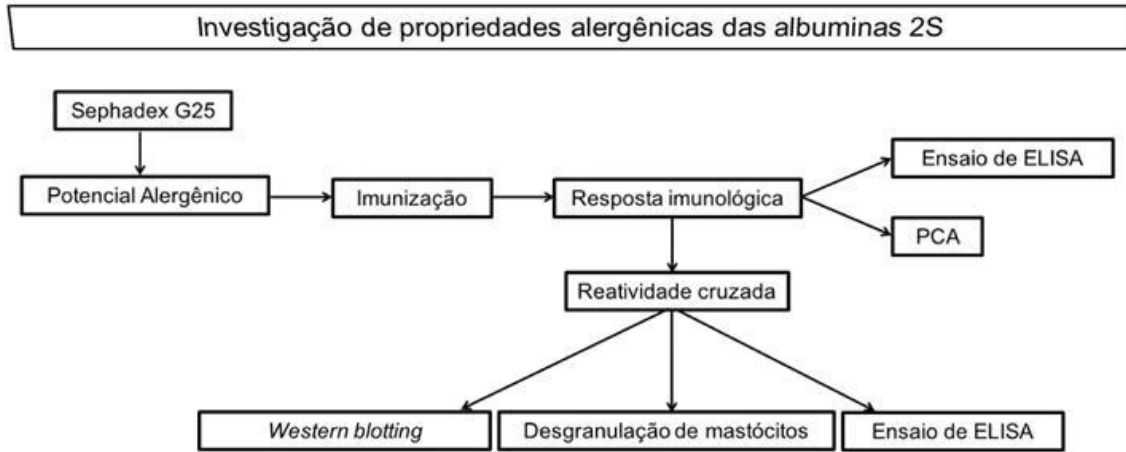 Investigação de propriedades alergênicas das albuminas 2S
Sephadex G25
Potencial Alergênico
Imunização
Resposta imunológica
Ensaio de ELISA
PCA
Reatividade cruzada
Western blotting
Desgranulação de mastócitos
Ensaio de ELISA